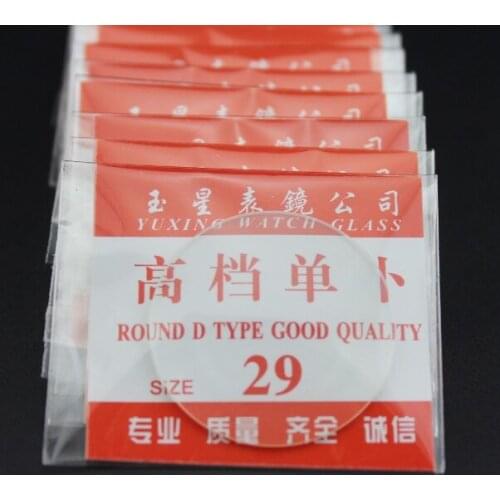 玉星表鏡公司
YUXING WATCH GLASS
高档单卜
ROUND D TYPE GOOD QUALITY
SIZE 29
专业 质量 齐全 诚信